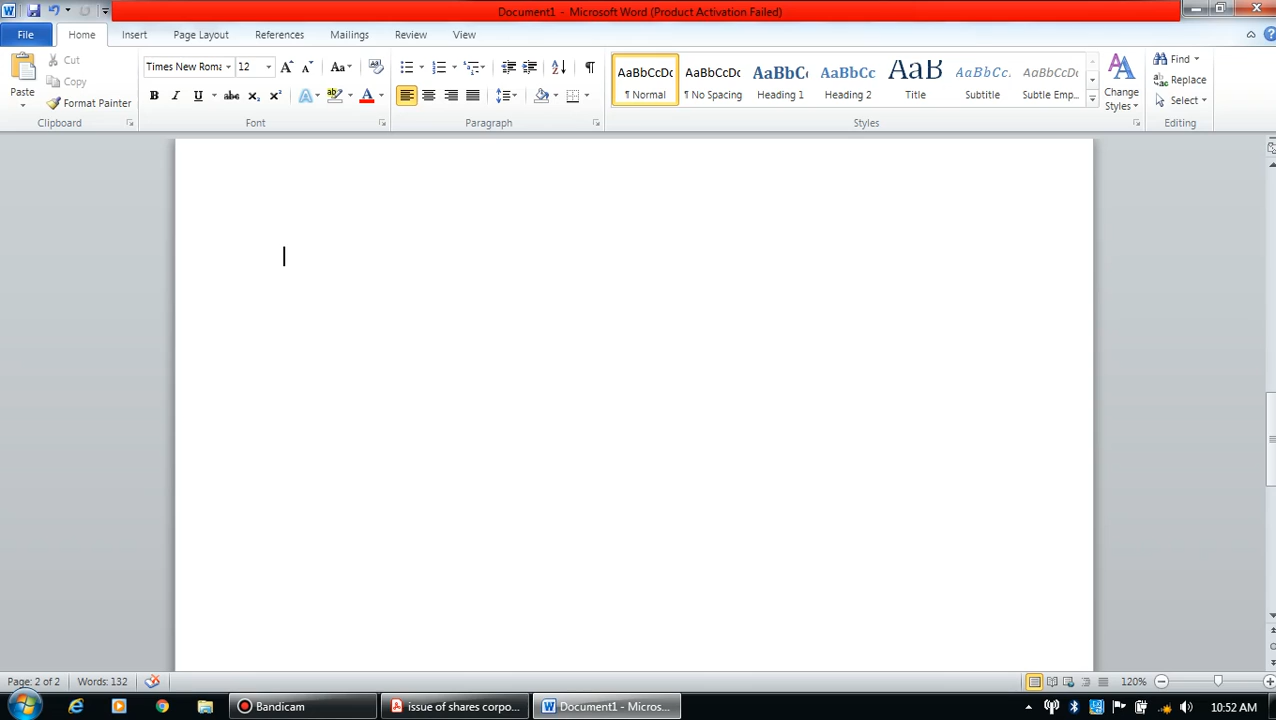 Document1 - Microsoft Word (Product Activation Failed)
File Home Insert Page Layout References Mailings Review View
Paste
Cut
Copy
Format Painter
Clipboard
Times New Roma 12
Font
Paragraph
AaBbCcDc AaBbCcDc AaBbCc AaBbCc AaB AaBbCc. AaBbCc
¶ Normal ¶ No Spacing Heading 1 Heading 2 Title Subtitle Subtle Emp...
Change
Styles
Styles
Find
Replace
Select
Editing
Page: 2 of 2 Words: 132 120%
Bandicam issue of shares corpo... Document1 - Micros... 10:52 AM